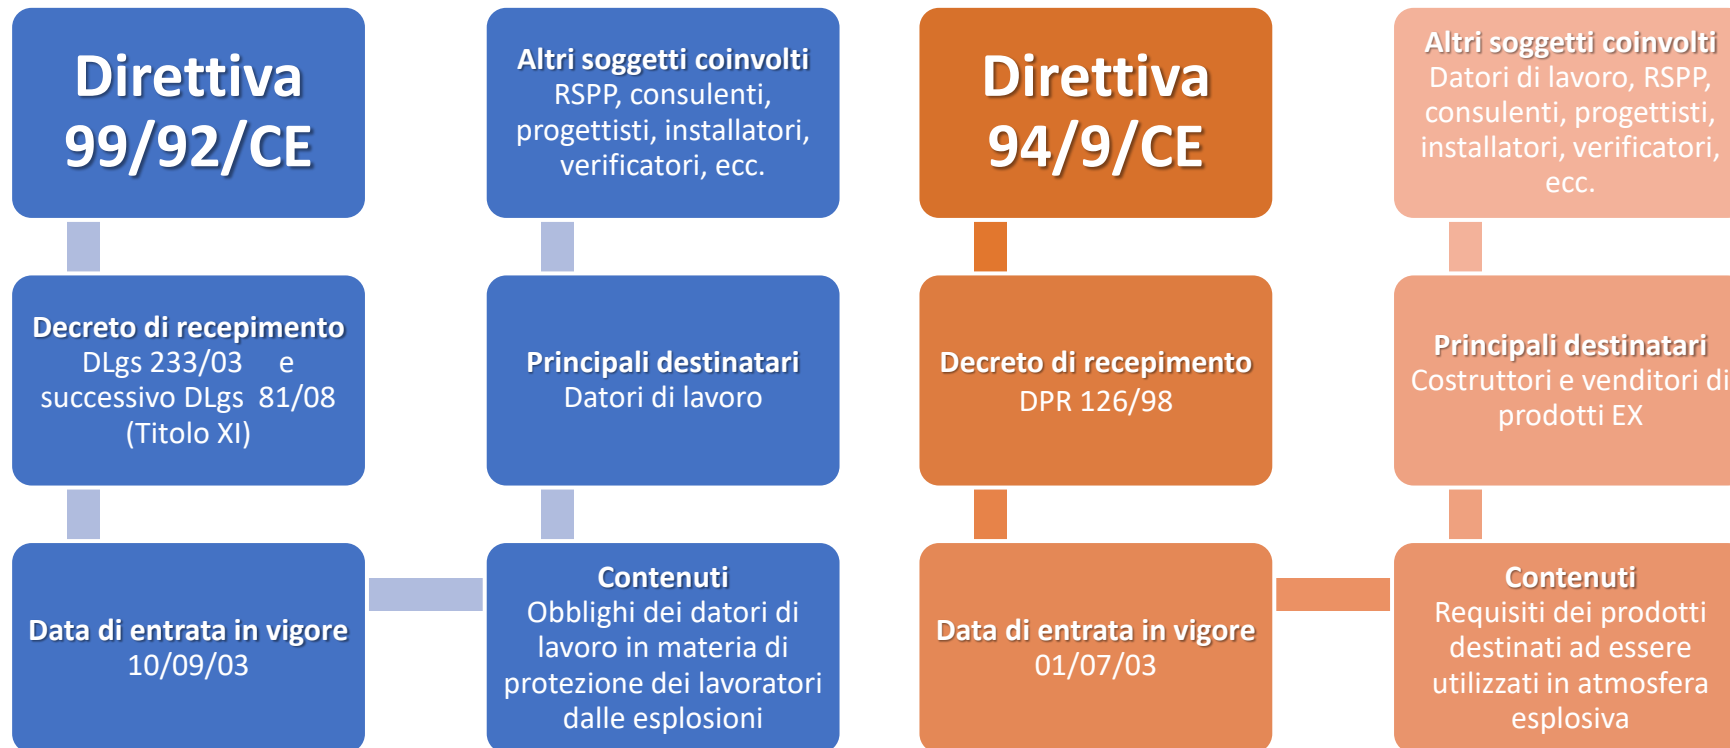 Direttiva
99/92/CE
Decreto di recepimento
DLgs 233/03 e
successivo DLgs 81/08
(Titolo XI)
Data di entrata in vigore
10/09/03
Contenuti
Obblighi dei datori di
lavoro in materia di
protezione dei lavoratori
dalle esplosioni
Principali destinatari
Datori di lavoro
Altri soggetti coinvolti
RSPP, consulenti,
progettisti, installatori,
verificatori, ecc.
Direttiva
94/9/CE
Decreto di recepimento
DPR 126/98
Data di entrata in vigore
01/07/03
Contenuti
Requisiti dei prodotti
destinati ad essere
utilizzati in atmosfera
esplosiva
Principali destinatari
Costruttori e venditori di
prodotti EX
Altri soggetti coinvolti
Datori di lavoro, RSPP,
consulenti, progettisti,
installatori, verificatori,
ecc.